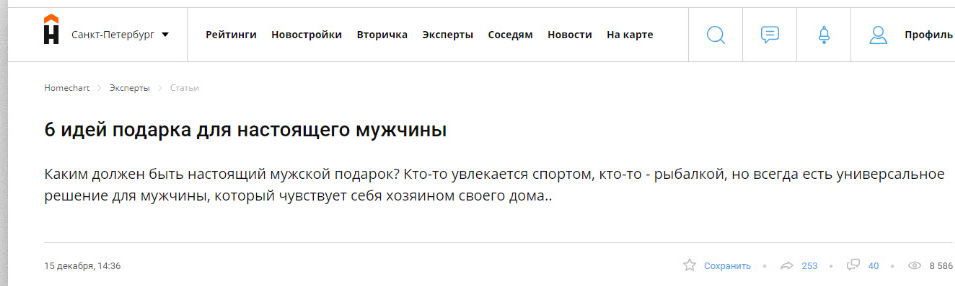 Санкт-Петербург Рейтинги Новостройки Вторичка Эксперты Соседям Новости На карте Профиль
Homechart Эксперты Статьи
6 идей подарка для настоящего мужчины
Каким должен быть настоящий мужской подарок? Кто-то увлекается спортом, кто-то - рыбалкой, но всегда есть универсальное
решение для мужчины, который чувствует себя хозяином своего дома..
15 декабря, 14:36 Сохранить 253 40 8 586